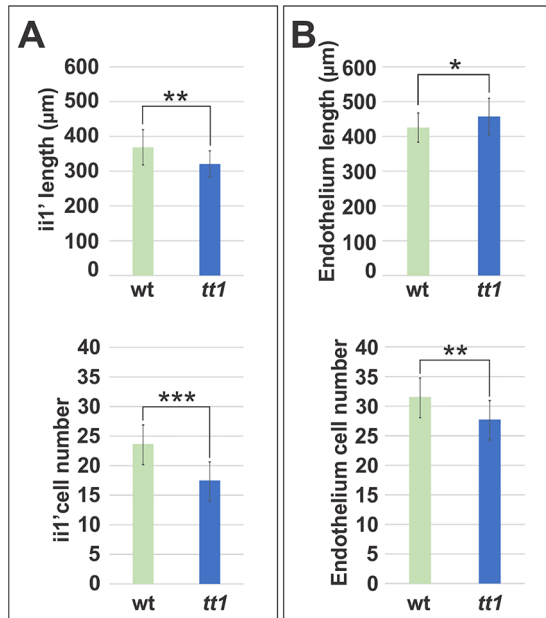 A
ii1’ length (µm)
600
500
400
300
200
100
0
**
wt
tt1
ii1’cell number
40
35
30
25
20
15
10
5
0
***
wt
tt1
B
Endothelium length (µm)
600
500
400
300
400
200
100
0
*
wt
tt1
Endothelium cell number
40
35
30
25
20
15
10
5
0
**
wt
tt1